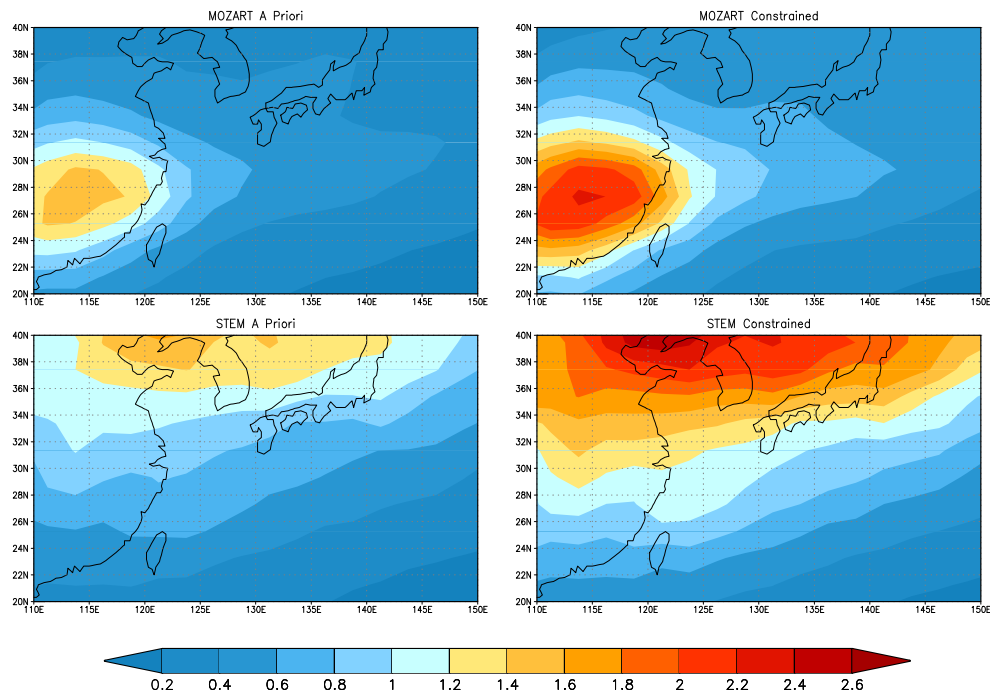 MOZART A Priori
MOZART Constrained
40N 40N
38N 38N
36N 36N
34N 34N
32N 32N
30N 30N
28N 28N
26N 26N
24N 24N
22N 22N
20N 20N
110E 115E 120E 125E 130E 135E 140E 145E 150E 110E 115E 120E 125E 130E 135E 140E 145E 150E
STEM A Priori
STEM Constrained
40N 40N
38N 38N
36N 36N
34N 34N
32N 32N
30N 30N
28N 28N
26N 26N
24N 24N
22N 22N
20N 20N
110E 115E 120E 125E 130E 135E 140E 145E 150E 110E 115E 120E 125E 130E 135E 140E 145E 150E
0.2 0.4 0.6 0.8 1 1.2 1.4 1.6 1.8 2 2.2 2.4 2.6